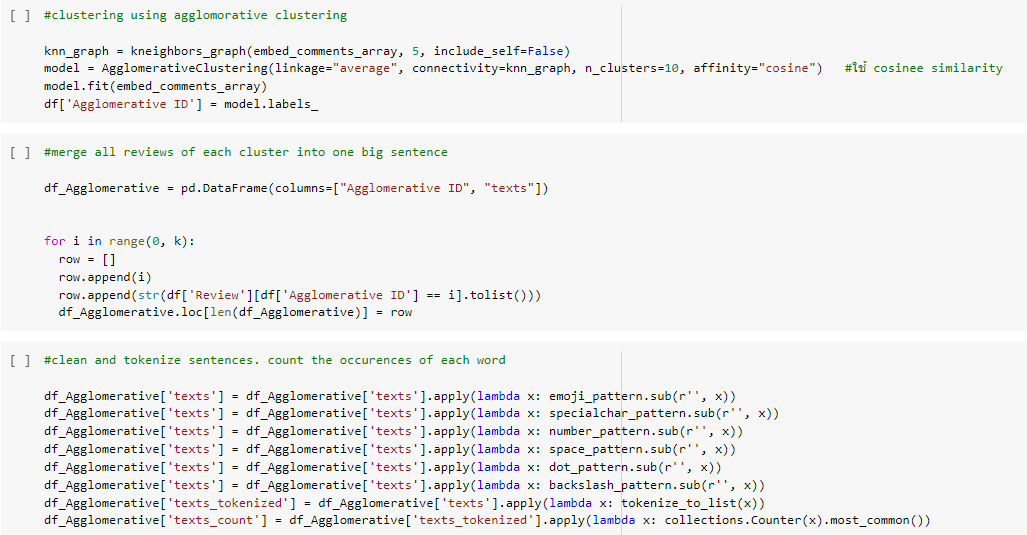 [ ] #clustering using agglomorative clustering
knn_graph = kneighbors_graph(embed_comments_array, 5, include_self=False)
model = AgglomerativeClustering(linkage="average", connectivity=knn_graph, n_clusters=10, affinity="cosine") #ใช้ cosinee similarity
model.fit(embed_comments_array)
df['Agglomerative ID'] = model.labels_
[ ] #merge all reviews of each cluster into one big sentence
df_Agglomerative = pd.DataFrame(columns=["Agglomerative ID", "texts"])
for i in range(0, k):
  row = []
  row.append(i)
  row.append(str(df['Review'][df['Agglomerative ID'] == i].tolist()))
  df_Agglomerative.loc[len(df_Agglomerative)] = row
[ ] #clean and tokenize sentences. count the occurences of each word
df_Agglomerative['texts'] = df_Agglomerative['texts'].apply(lambda x: emoji_pattern.sub(r'', x))
df_Agglomerative['texts'] = df_Agglomerative['texts'].apply(lambda x: specialchar_pattern.sub(r'', x))
df_Agglomerative['texts'] = df_Agglomerative['texts'].apply(lambda x: number_pattern.sub(r'', x))
df_Agglomerative['texts'] = df_Agglomerative['texts'].apply(lambda x: space_pattern.sub(r'', x))
df_Agglomerative['texts'] = df_Agglomerative['texts'].apply(lambda x: dot_pattern.sub(r'', x))
df_Agglomerative['texts'] = df_Agglomerative['texts'].apply(lambda x: backslash_pattern.sub(r'', x))
df_Agglomerative['texts_tokenized'] = df_Agglomerative['texts'].apply(lambda x: tokenize_to_list(x))
df_Agglomerative['texts_count'] = df_Agglomerative['texts_tokenized'].apply(lambda x: collections.Counter(x).most_common())